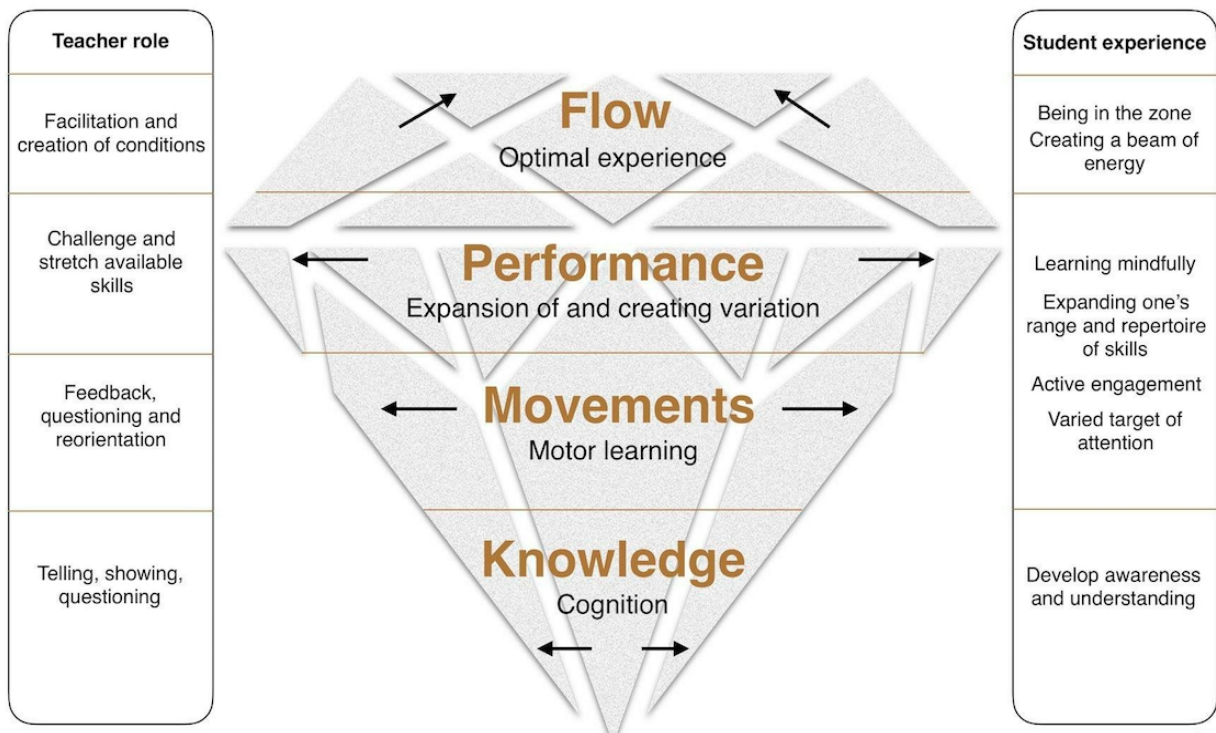 Teacher role
Facilitation and
creation of conditions
Challenge and
stretch available
skills
Feedback,
questioning and
reorientation
Telling, showing,
questioning
Flow
Optimal experience
Performance
Expansion of and creating variation
Movements
Motor learning
Knowledge
Cognition
Student experience
Being in the zone
Creating a beam of
energy
Learning mindfully
Expanding one's
range and repertoire
of skills
Active engagement
Varied target of
attention
Develop awareness
and understanding